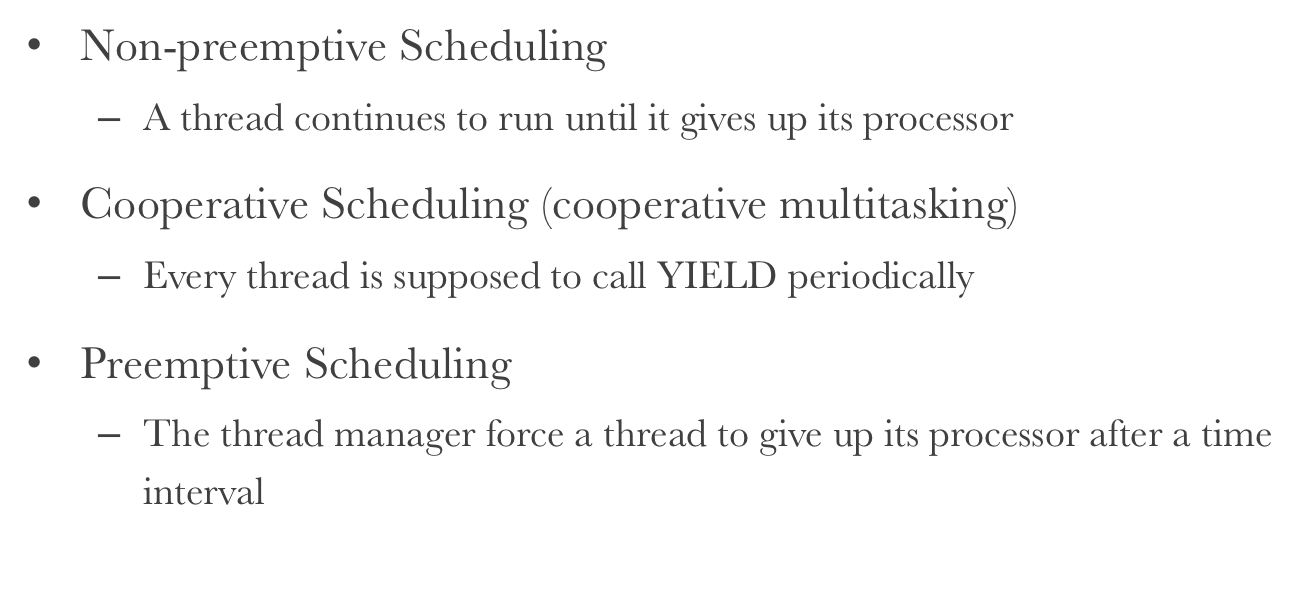 • Non-preemptive Scheduling
– A thread continues to run until it gives up its processor
• Cooperative Scheduling (cooperative multitasking)
– Every thread is supposed to call YIELD periodically
• Preemptive Scheduling
– The thread manager force a thread to give up its processor after a time
interval